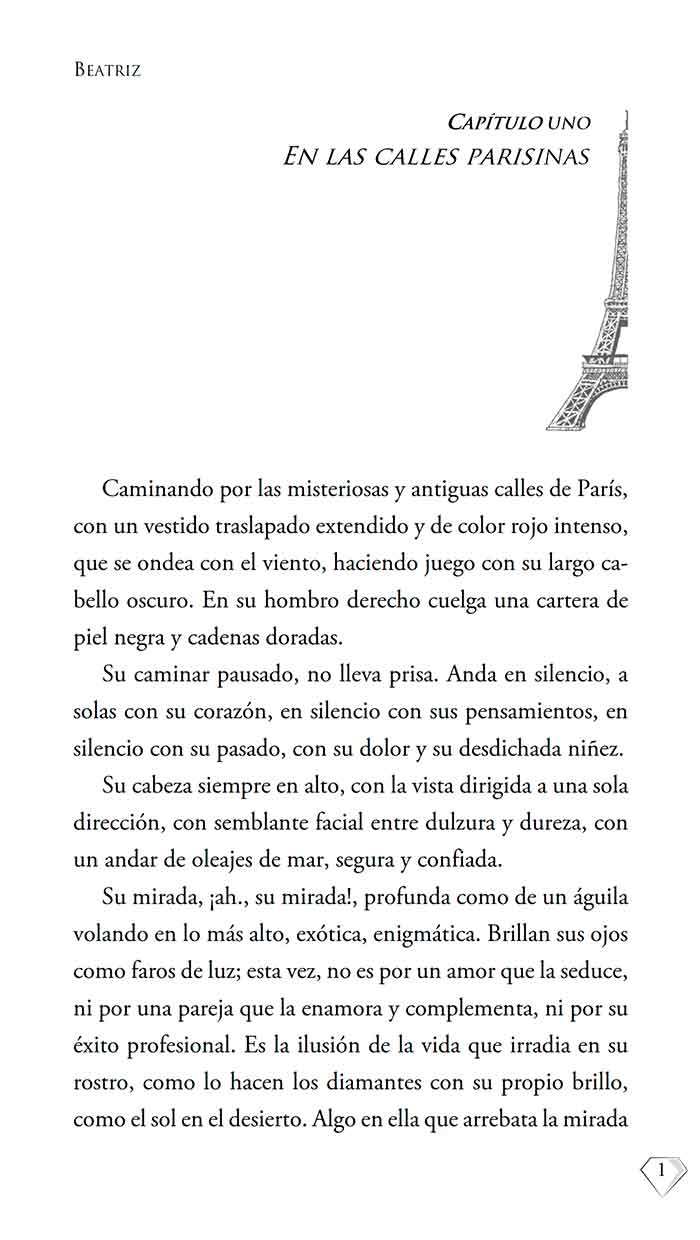 BEATRIZ
CAPÍTULO UNO
EN LAS CALLES PARISINAS
Caminando por las misteriosas y antiguas calles de París,
con un vestido traslapado extendido y de color rojo intenso,
que se ondea con el viento, haciendo juego con su largo ca-
bello oscuro. En su hombro derecho cuelga una cartera de
piel negra y cadenas doradas.
Su caminar pausado, no lleva prisa. Anda en silencio, a
solas con su corazón, en silencio con sus pensamientos, en
silencio con su pasado, con su dolor y su desdichada niñez.
Su cabeza siempre en alto, con la vista dirigida a una sola
dirección, con semblante facial entre dulzura y dureza, con
un andar de oleajes de mar, segura y confiada.
Su mirada, ¡ah., su mirada!, profunda como de un águila
volando en lo más alto, exótica, enigmática. Brillan sus ojos
como faros de luz; esta vez, no es por un amor que la seduce,
ni por una pareja que la enamora y complementa, ni por su
éxito profesional. Es la ilusión de la vida que irradia en su
rostro, como lo hacen los diamantes con su propio brillo,
como el sol en el desierto. Algo en ella que arrebata la mirada
1